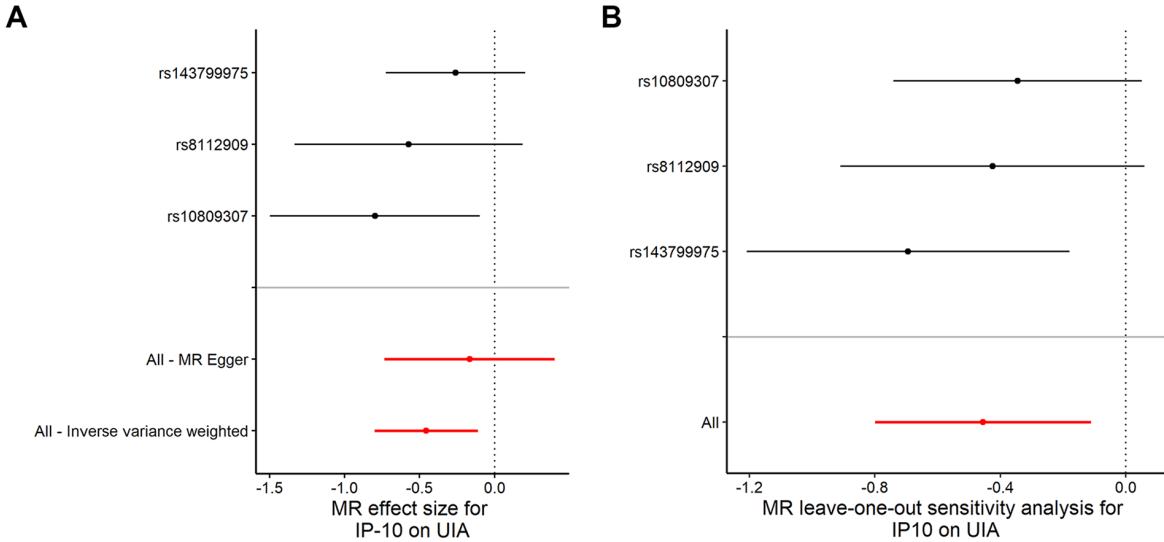 A
rs143799975
rs8112909
rs10809307
All - MR Egger
All - Inverse variance weighted
-1.5 -1.0 -0.5 0.0
MR effect size for
IP-10 on UIA
B
rs10809307
rs8112909
rs143799975
All
-1.2 -0.8 -0.4 0.0
MR leave-one-out sensitivity analysis for
IP10 on UIA